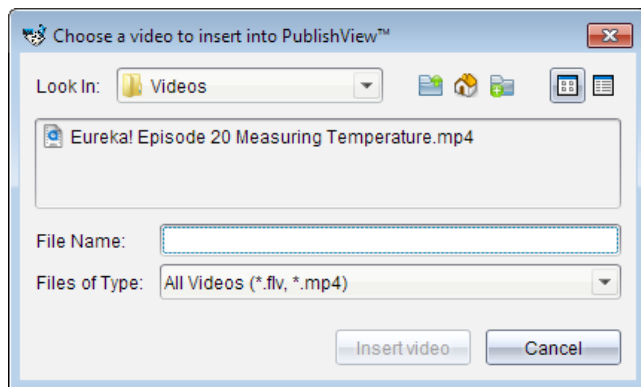 Choose a video to insert into PublishView™
Look In: Videos
Eureka! Episode 20 Measuring Temperature.mp4
File Name:
Files of Type: All Videos (*.flv, *.mp4)
Insert video Cancel